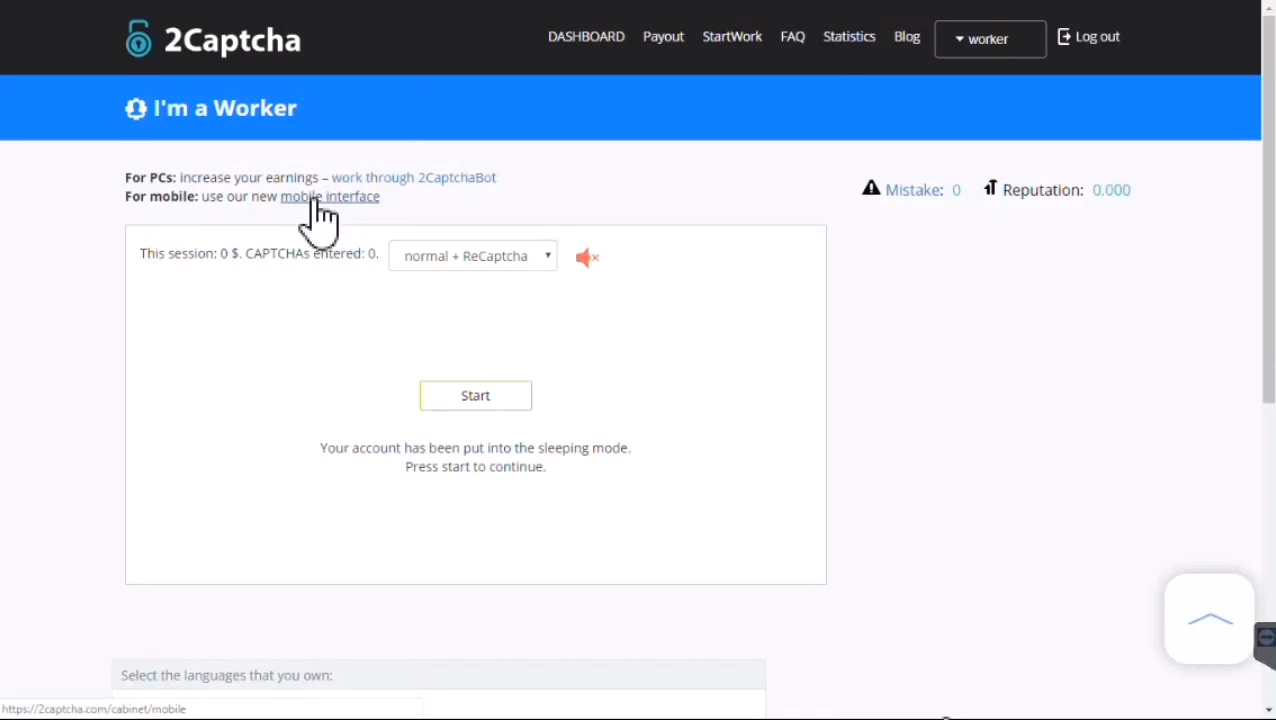 2Captcha
DASHBOARD Payout StartWork FAQ Statistics Blog worker Log out
I'm a Worker
For PCs: increase your earnings – work through 2CaptchaBot
For mobile: use our new mobile interface
Mistake: 0 Reputation: 0.000
This session: 0 $. CAPTCHAs entered: 0. normal + ReCaptcha
Start
Your account has been put into the sleeping mode.
Press start to continue.
Select the languages that you own:
https://2captcha.com/cabinet/mobile